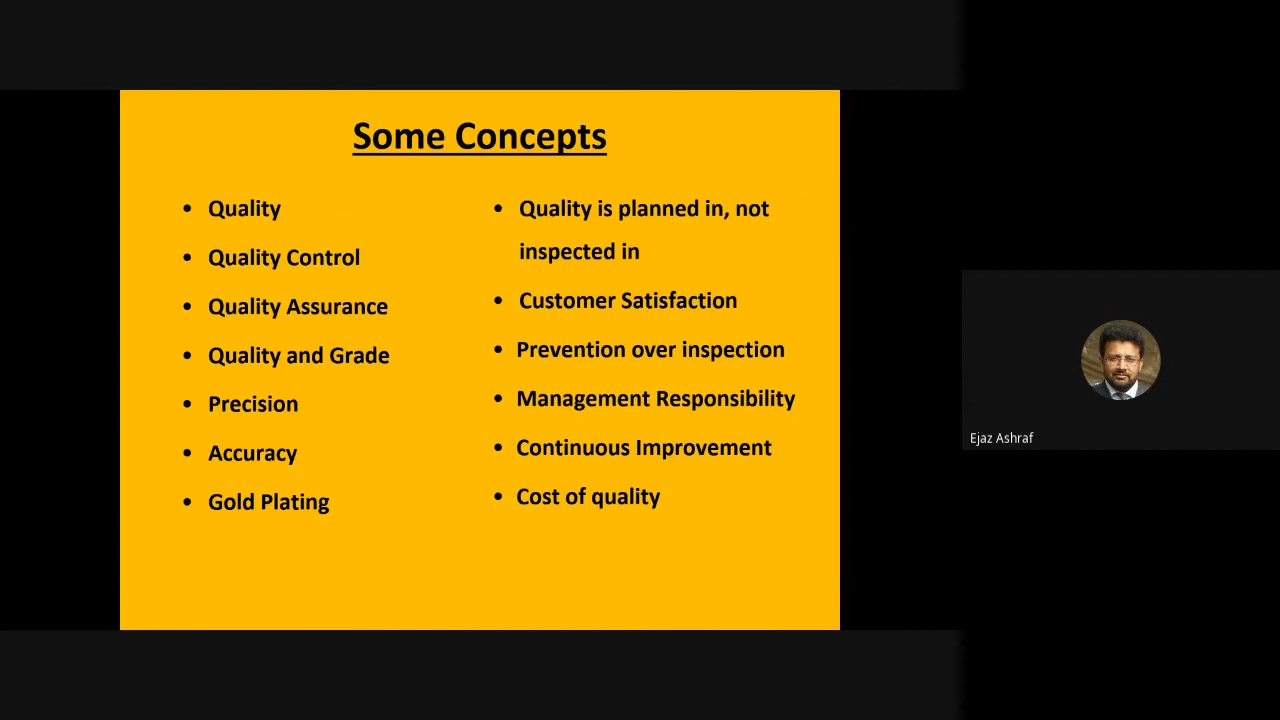 Some Concepts
• Quality
• Quality Control
• Quality Assurance
• Quality and Grade
• Precision
• Accuracy
• Gold Plating
• Quality is planned in, not
inspected in
• Customer Satisfaction
• Prevention over inspection
• Management Responsibility
• Continuous Improvement
• Cost of quality
Ejaz Ashraf